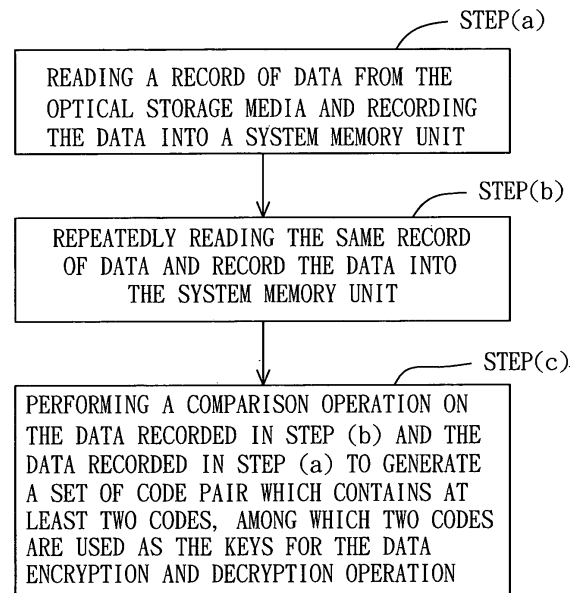 STEP(a)
READING A RECORD OF DATA FROM THE
OPTICAL STORAGE MEDIA AND RECORDING
THE DATA INTO A SYSTEM MEMORY UNIT
STEP(b)
REPEATEDLY READING THE SAME RECORD
OF DATA AND RECORD THE DATA INTO
THE SYSTEM MEMORY UNIT
STEP(c)
PERFORMING A COMPARISON OPERATION ON
THE DATA RECORDED IN STEP (b) AND THE
DATA RECORDED IN STEP (a) TO GENERATE
A SET OF CODE PAIR WHICH CONTAINS AT
LEAST TWO CODES, AMONG WHICH TWO CODES
ARE USED AS THE KEYS FOR THE DATA
ENCRYPTION AND DECRYPTION OPERATION